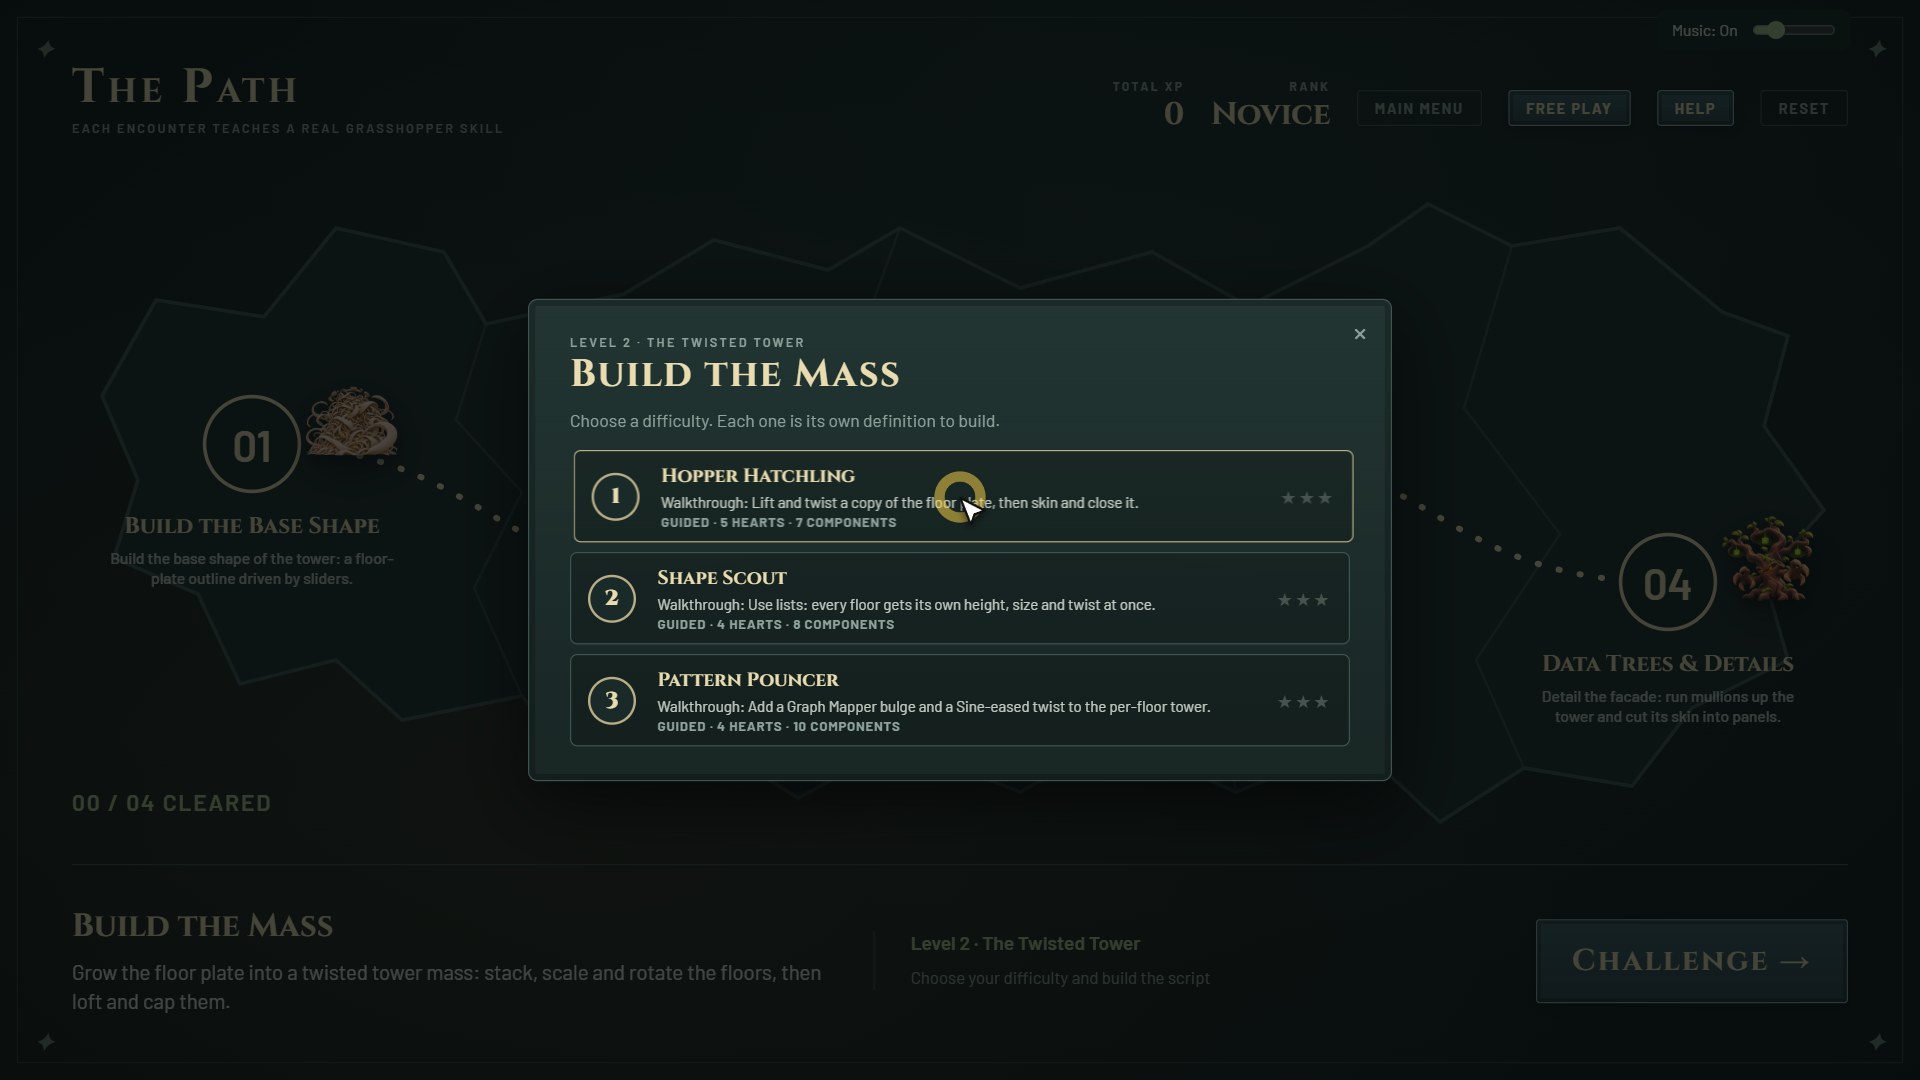 Music: On
The Path
EACH ENCOUNTER TEACHES A REAL GRASSHOPPER SKILL
TOTAL XP
0
RANK
Novice
MAIN MENU
FREE PLAY
HELP
RESET
LEVEL 2 · THE TWISTED TOWER
Build the Mass
×
Choose a difficulty. Each one is its own definition to build.
1
Hopper Hatchling
Walkthrough: Lift and twist a copy of the floor plate, then skin and close it.
GUIDED · 5 HEARTS · 7 COMPONENTS
★★★
2
Shape Scout
Walkthrough: Use lists: every floor gets its own height, size and twist at once.
GUIDED · 4 HEARTS · 8 COMPONENTS
★★★
3
Pattern Pouncer
Walkthrough: Add a Graph Mapper bulge and a Sine-eased twist to the per-floor tower.
GUIDED · 4 HEARTS · 10 COMPONENTS
★★★
01
Build the Base Shape
Build the base shape of the tower: a floor-
plate outline driven by sliders.
04
Data Trees & Details
Detail the facade: run mullions up the
tower and cut its skin into panels.
00 / 04 CLEARED
Build the Mass
Grow the floor plate into a twisted tower mass: stack, scale and rotate the floors, then
loft and cap them.
Level 2 · The Twisted Tower
Choose your difficulty and build the script
Challenge →